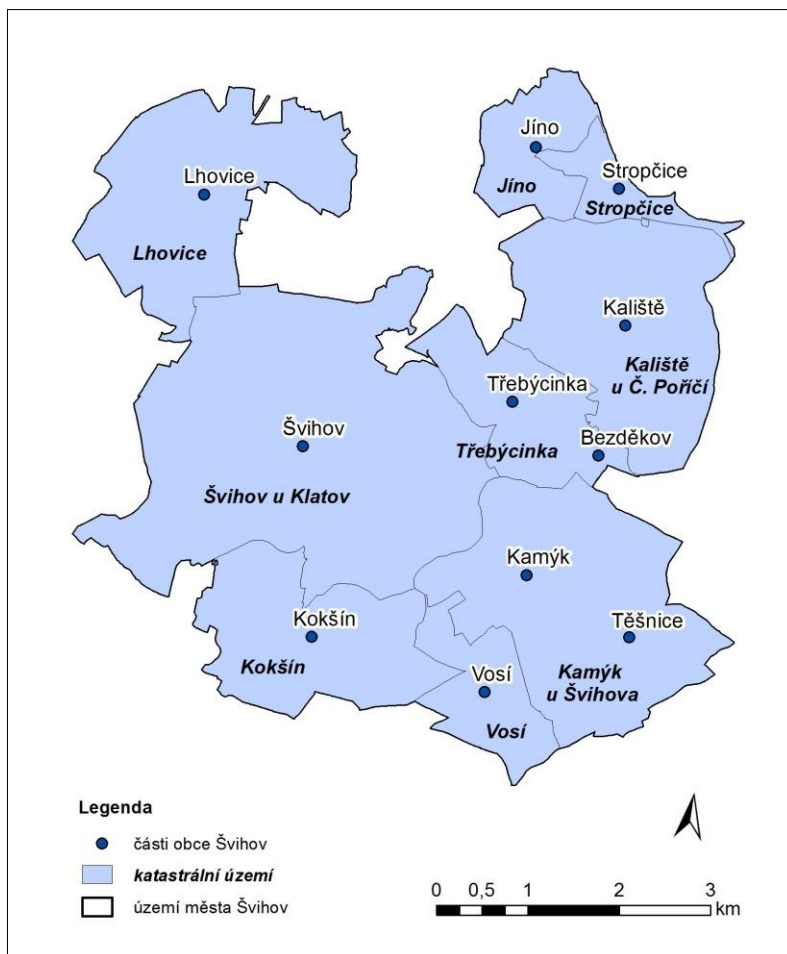 Jíno
Lhovice
Stropčice
Jíno
Stropčice
Lhovice
Kaliště
Kaliště
u Č. Poříčí
Třebýcinka
Švihov
Bezděkov
Třebýcinka
Švihov u Klatov
Kamýk
Kokšín
Těšnice
Kokšín
Vosí
Kamýk
u Švihova
Vosí
Legenda
části obce Švihov
katastrální území
území města Švihov
0 0,5 1 2 3
km